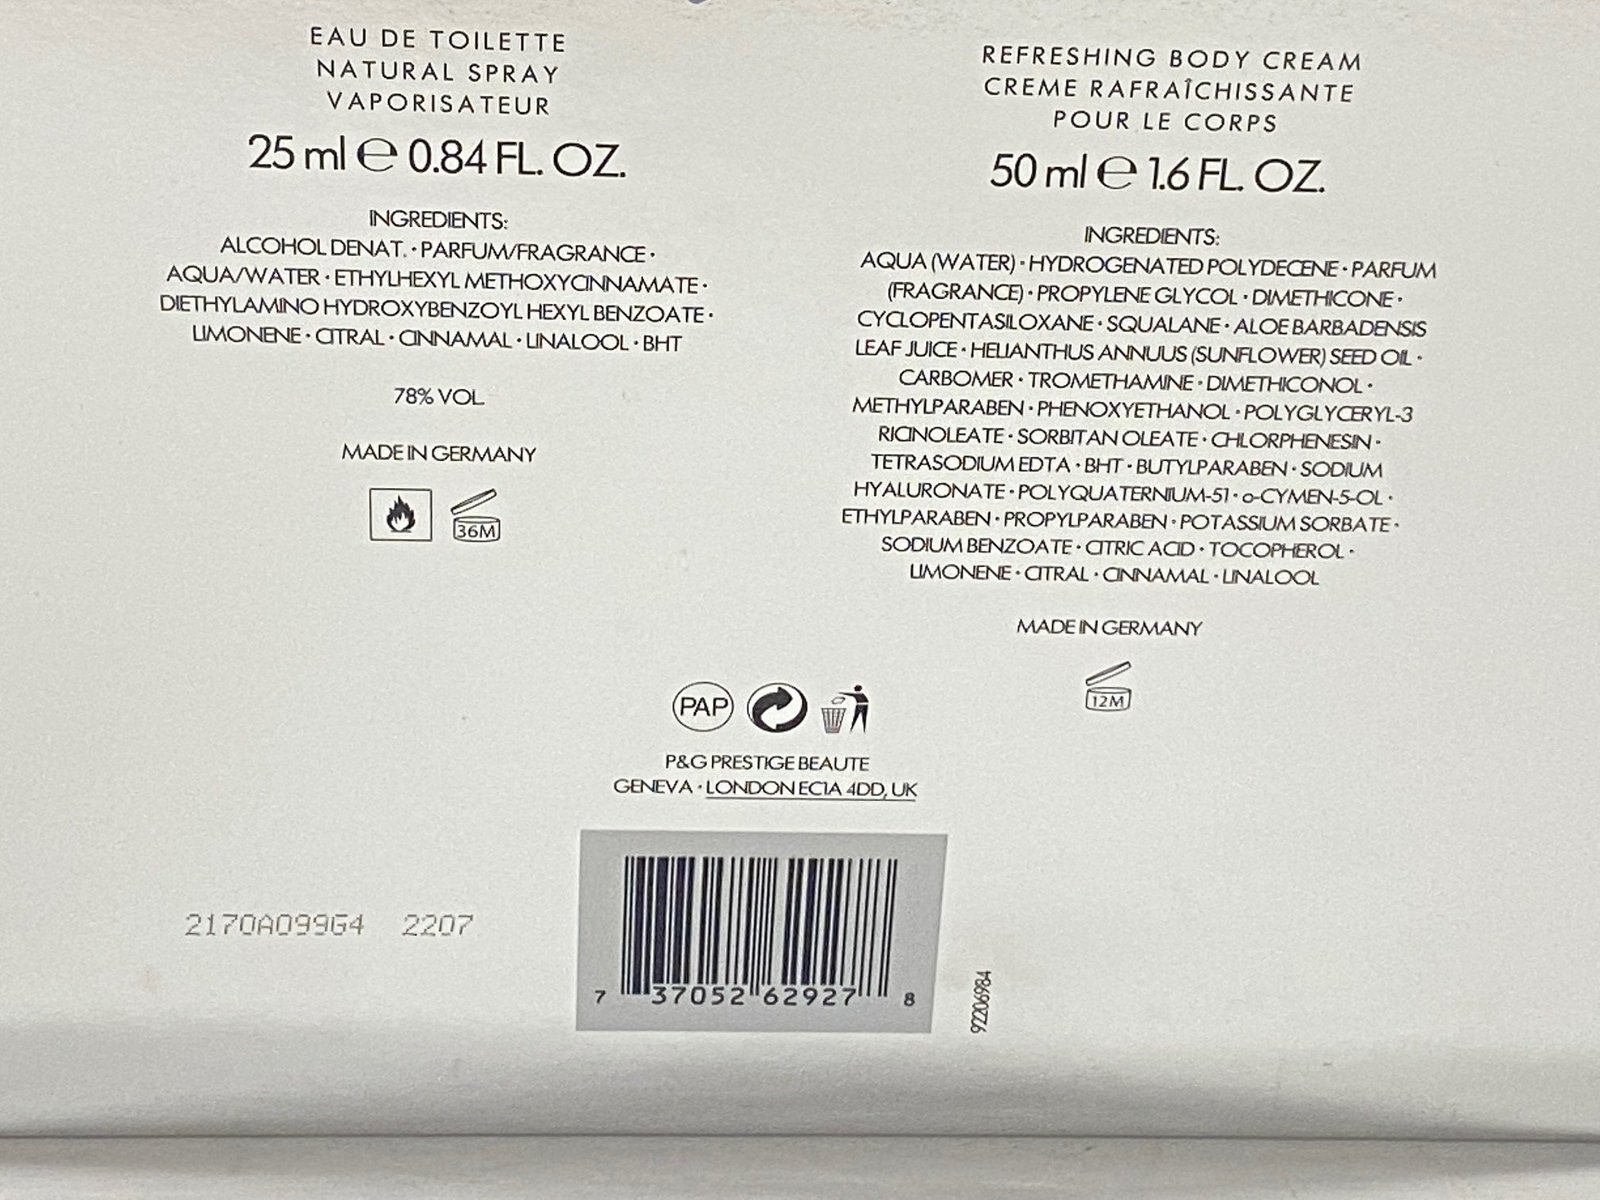 EAU DE TOILETTE
NATURAL SPRAY
VAPORISATEUR
25 ml ℮ 0.84 FL. OZ.
INGREDIENTS:
ALCOHOL DENAT. · PARFUM/FRAGRANCE ·
AQUA/WATER · ETHYLHEXYL METHOXYCINNAMATE ·
DIETHYLAMINO HYDROXYBENZOYL HEXYL BENZOATE ·
LIMONENE · CITRAL · CINNAMAL · LINALOOL · BHT
78% VOL.
MADE IN GERMANY
36M
REFRESHING BODY CREAM
CREME RAFRAÎCHISSANTE
POUR LE CORPS
50 ml ℮ 1.6 FL. OZ.
INGREDIENTS:
AQUA (WATER) · HYDROGENATED POLYDECENE · PARFUM
(FRAGRANCE) · PROPYLENE GLYCOL · DIMETHICONE ·
CYCLOPENTASILOXANE · SQUALANE · ALOE BARBADENSIS
LEAF JUICE · HELIANTHUS ANNUUS (SUNFLOWER) SEED OIL ·
CARBOMER · TROMETHAMINE · DIMETHICONOL ·
METHYLPARABEN · PHENOXYETHANOL · POLYGLYCERYL-3
RICINOLEATE · SORBITAN OLEATE · CHLORPHENESIN ·
TETRASODIUM EDTA · BHT · BUTYLPARABEN · SODIUM
HYALURONATE · POLYQUATERNIUM-51 · o-CYMEN-5-OL ·
ETHYLPARABEN · PROPYLPARABEN · POTASSIUM SORBATE ·
SODIUM BENZOATE · CITRIC ACID · TOCOPHEROL ·
LIMONENE · CITRAL · CINNAMAL · LINALOOL
MADE IN GERMANY
12M
PAP
P&G PRESTIGE BEAUTE
GENEVA · LONDON EC1A 4DD, UK
2170A099G4 2207
7 37052 62927 8
92206984